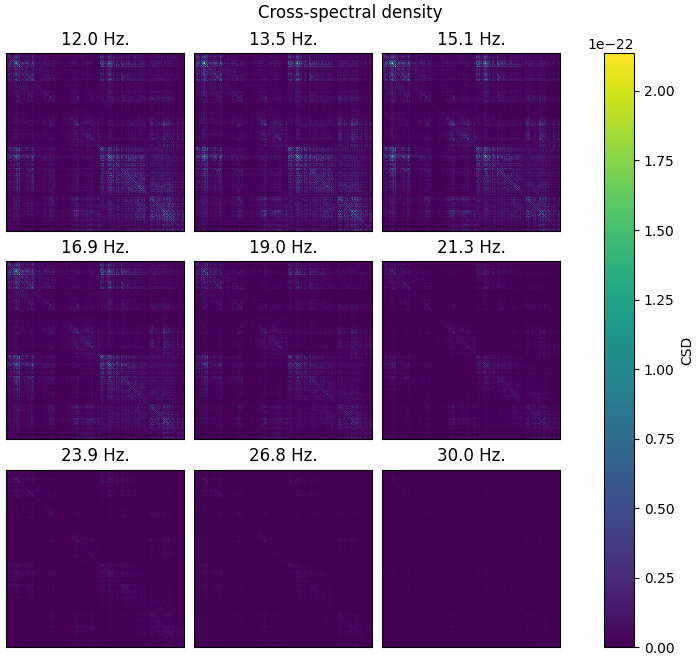 Cross-spectral density
12.0 Hz.
13.5 Hz.
15.1 Hz.
16.9 Hz.
19.0 Hz.
21.3 Hz.
23.9 Hz.
26.8 Hz.
30.0 Hz.
1e−22
2.00
1.75
1.50
1.25
1.00
0.75
0.50
0.25
0.00
CSD